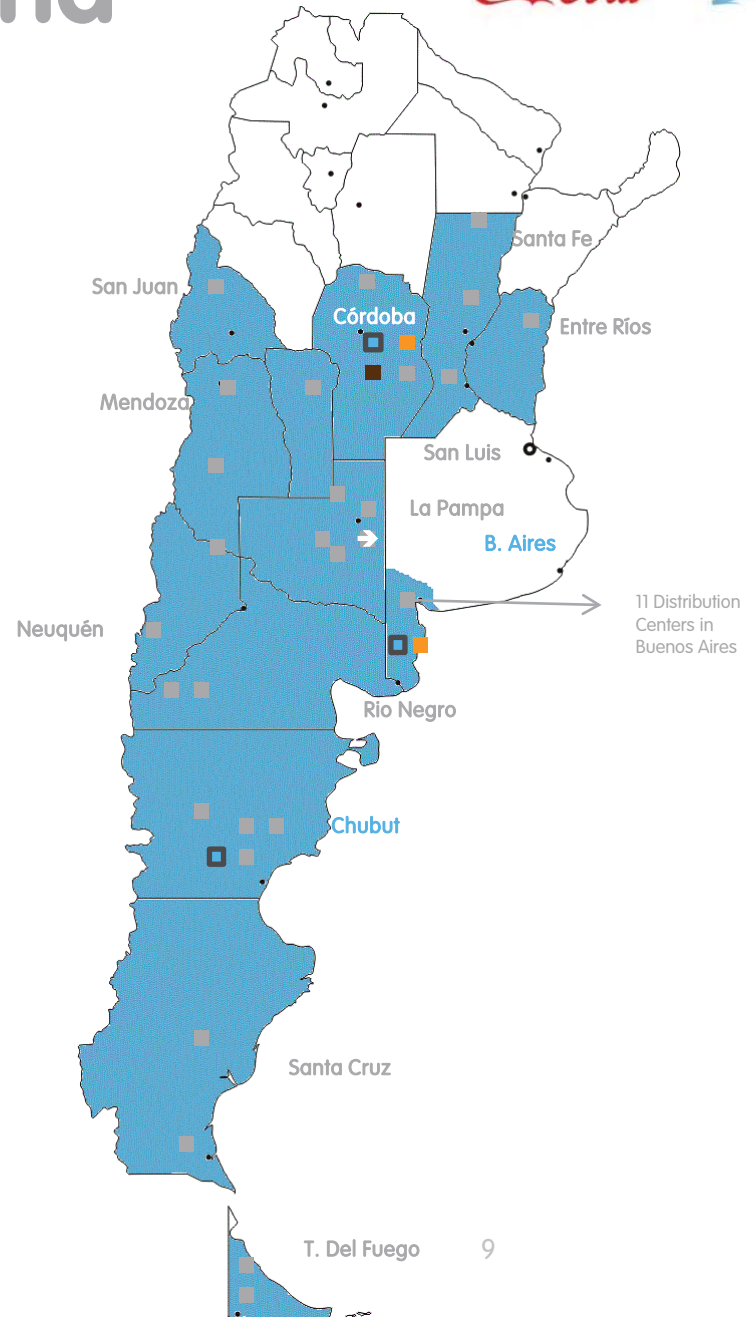 Santa Fe
San Juan
Córdoba
Entre Ríos
Mendoza
San Luis
La Pampa
B. Aires
11 Distribution
Centers in
Buenos Aires
Neuquén
Rio Negro
Chubut
Santa Cruz
T. Del Fuego
9